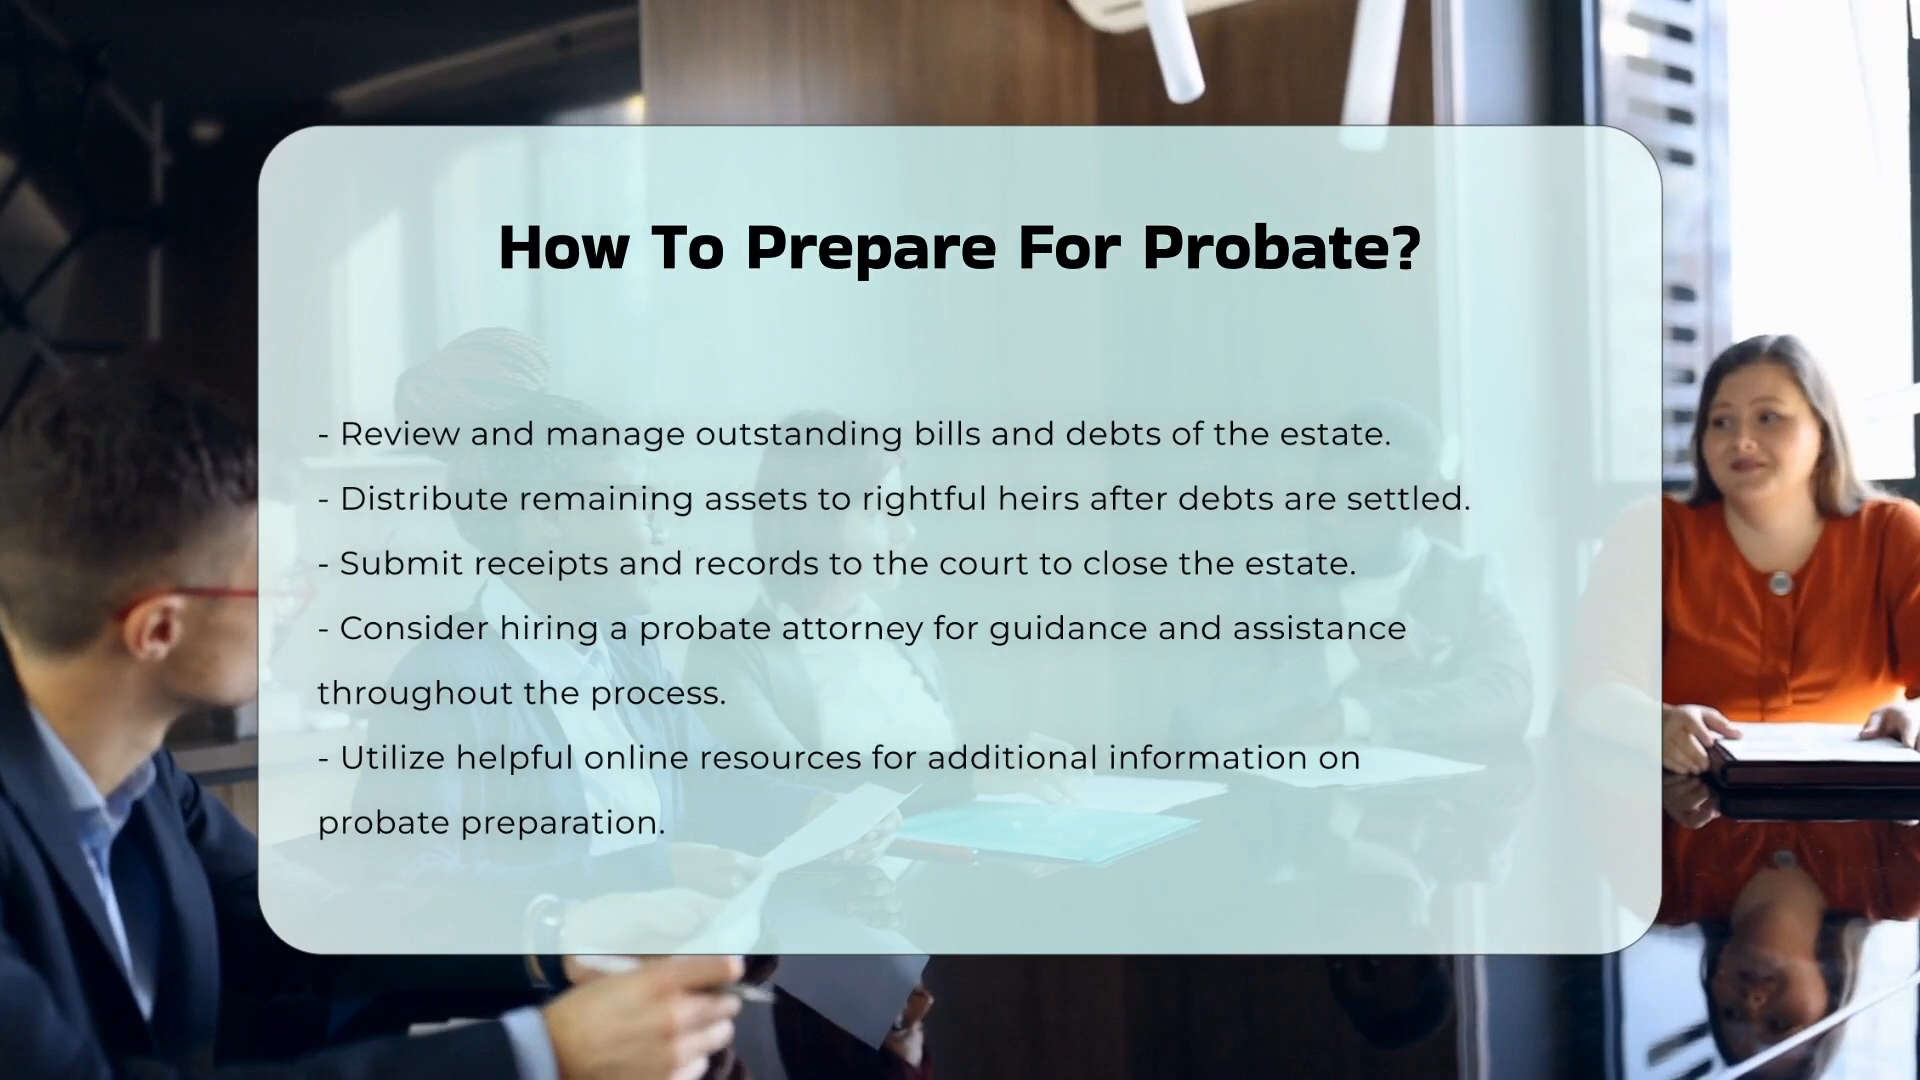 How To Prepare For Probate?
- Review and manage outstanding bills and debts of the estate.
- Distribute remaining assets to rightful heirs after debts are settled.
- Submit receipts and records to the court to close the estate.
- Consider hiring a probate attorney for guidance and assistance
throughout the process.
- Utilize helpful online resources for additional information on
probate preparation.